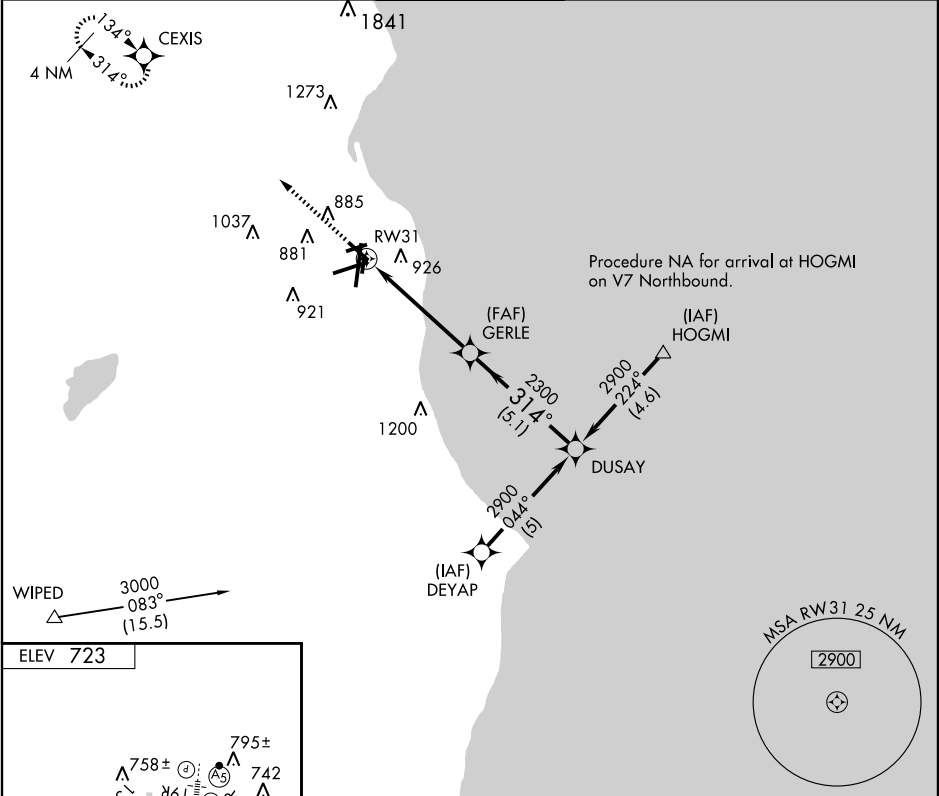 1841
134°
CEXIS
4 NM
314°
1273
885
1037
RW31
881
926
921
Procedure NA for arrival at HOGMI
on V7 Northbound.
(FAF)
GERLE
(IAF)
HOGMI
2900
224°
(4.6)
2300
314°
(5.1)
1200
DUSAY
2900
044°
(5)
(IAF)
DEYAP
WIPED
3000
083°
(15.5)
MSA RW31 25 NM
2900
ELEV 723
795±
758±
P
A5
742
19R